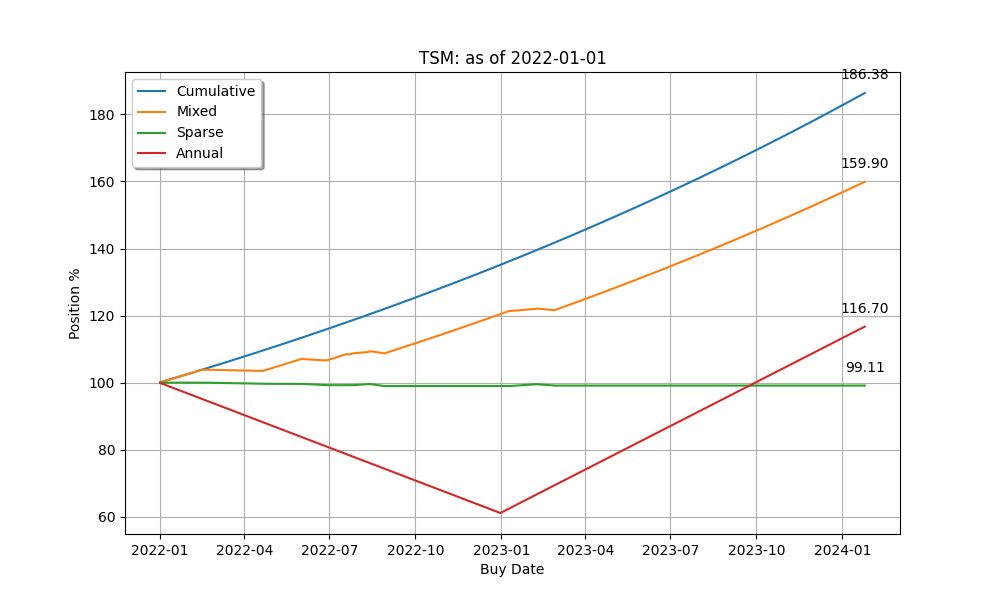 TSM: as of 2022-01-01
Cumulative
Mixed
Sparse
Annual
186.38
159.90
116.70
99.11
Position %
180
160
140
120
100
80
60
2022-01 2022-04 2022-07 2022-10 2023-01 2023-04 2023-07 2023-10 2024-01
Buy Date